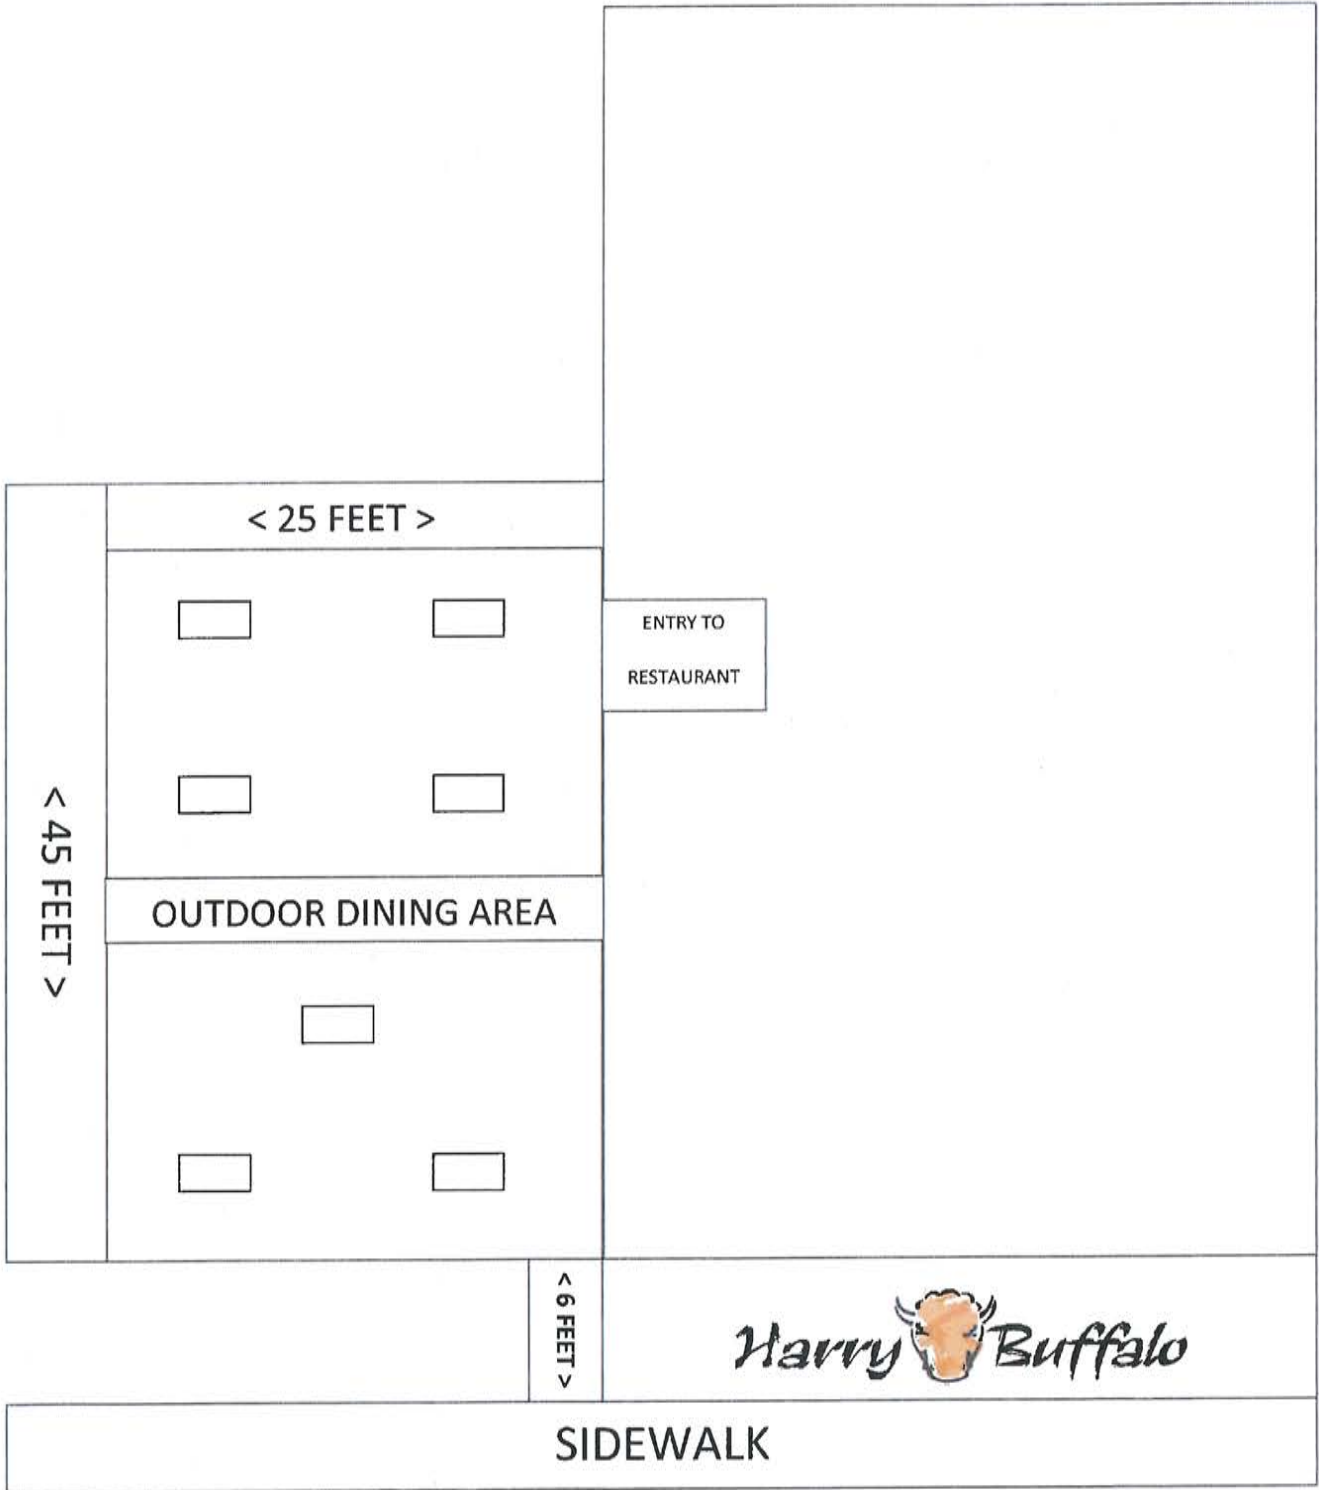 < 25 FEET >
ENTRY TO
RESTAURANT
< 45 FEET >
OUTDOOR DINING AREA
< 6 FEET >
Harry Buffalo
SIDEWALK